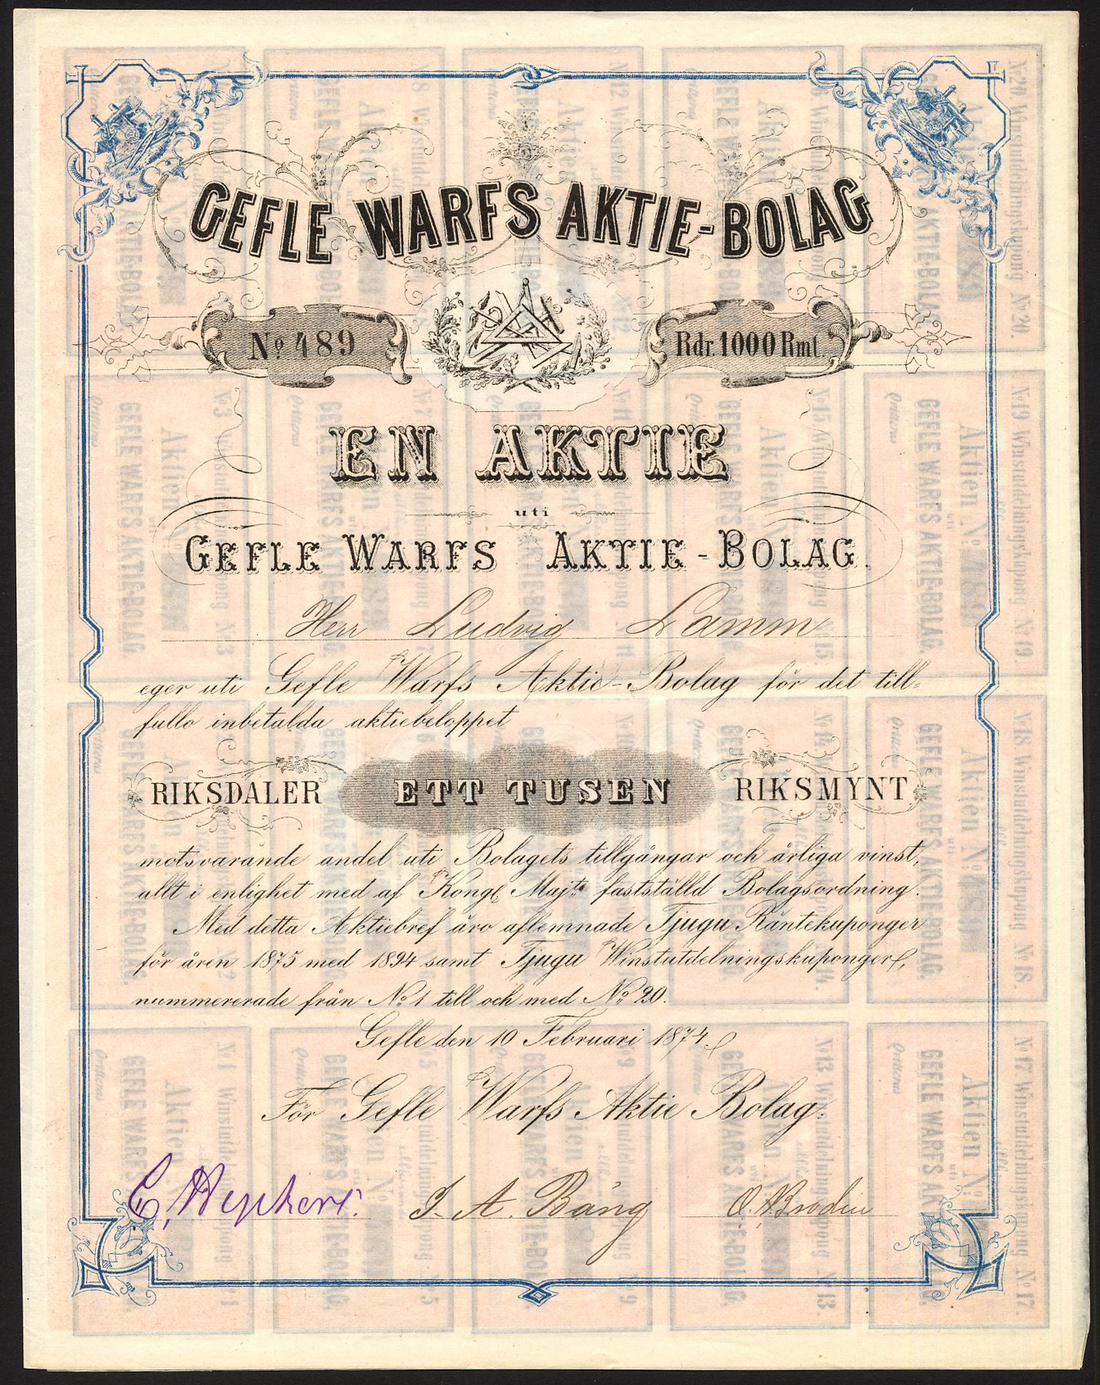 GEFLE WARFS AKTIE-BOLAG
No 489
Rdr. 1000 Rmt.
EN AKTIE
uti
GEFLE WARFS AKTIE-BOLAG.
Herr Ludvig Lamm
eger uti Gefle Warfs Aktie-Bolag för det till-
fullo inbetalda aktiebeloppet
RIKSDALER ETT TUSEN RIKSMYNT
motsvarande andel uti Bolagets tillgångar och årliga vinst,
allt i enlighet med af Kongl Majts fastställd Bolagsordning.
Med detta Aktiebref äro aflemnade Tjugu Räntekuponger
för åren 1875 med 1894 samt Tjugu Winstutdelningskuponger,
nummererade från No 1 till och med No 20.
Gefle den 10 Februari 1874.
För Gefle Warfs Aktie Bolag.
J. A. Bäng